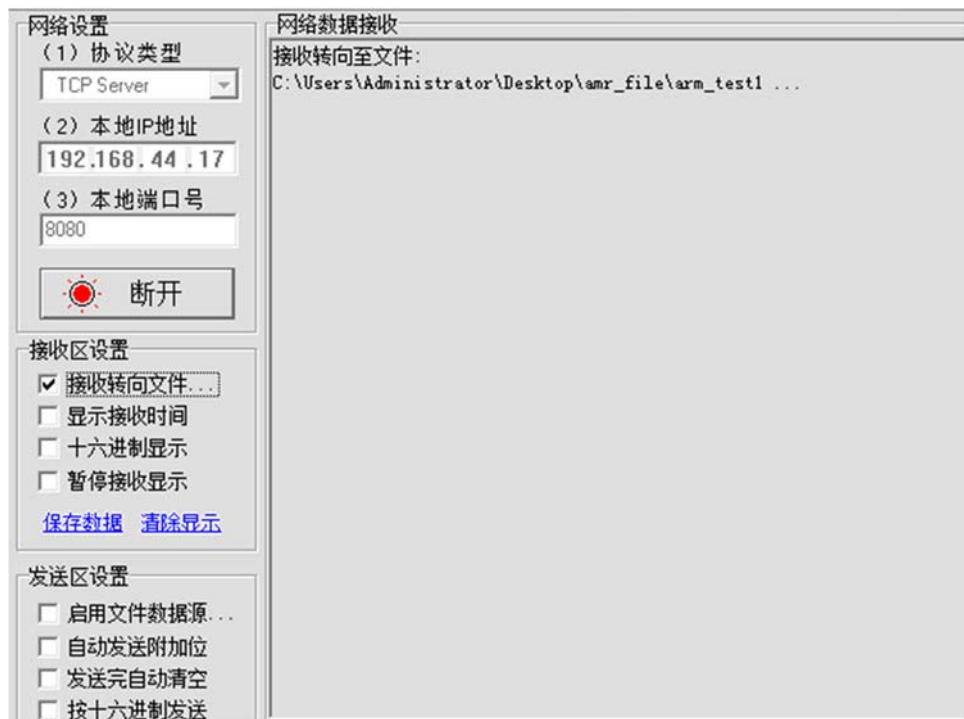 网络设置
（1）协议类型
TCP Server
（2）本地IP地址
192.168.44.17
（3）本地端口号
8080
断开
接收区设置
接收转向文件...
显示接收时间
十六进制显示
暂停接收显示
保存数据 清除显示
发送区设置
启用文件数据源...
自动发送附加位
发送完自动清空
按十六进制发送
网络数据接收
接收转向至文件：
C:\Users\Administrator\Desktop\amr_file\arm_test1 ...